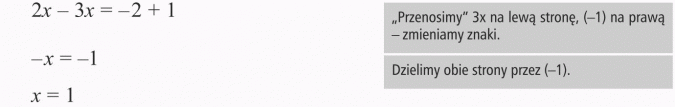 2x – 3x = –2 + 1
„Przenosimy” 3x na lewą stronę, (–1) na prawą
– zmieniamy znaki.
–x = –1
Dzielimy obie strony przez (–1).
x = 1